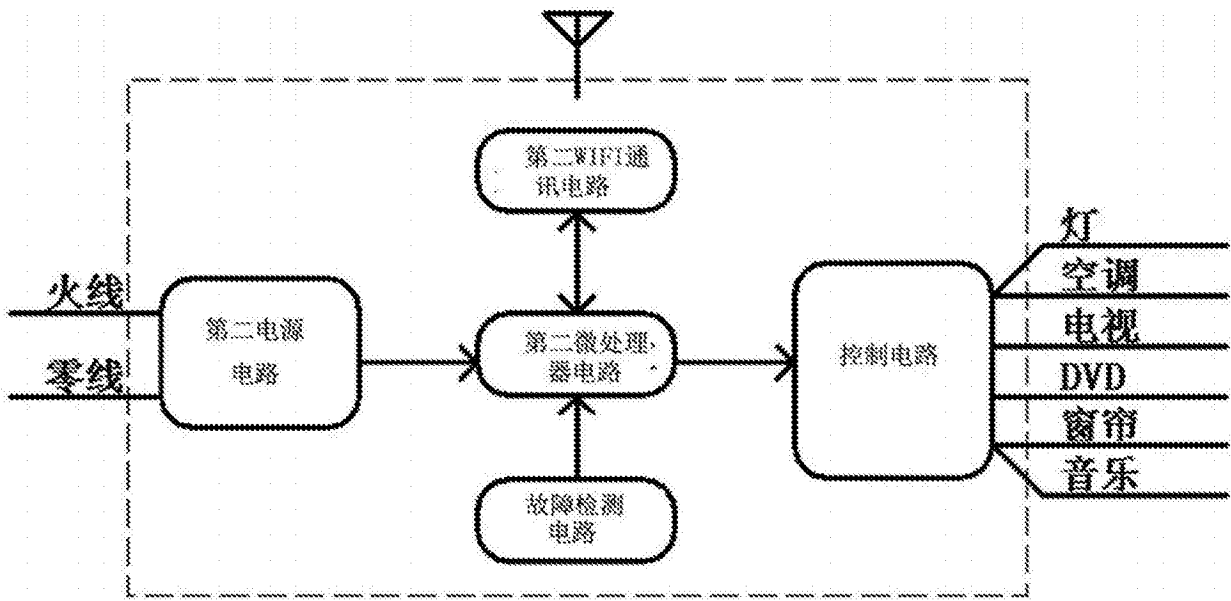 第二WIFI通
讯电路
火线
零线
第二电源
电路
第二微处理
器电路
控制电路
灯
空调
电视
DVD
窗帘
音乐
故障检测
电路